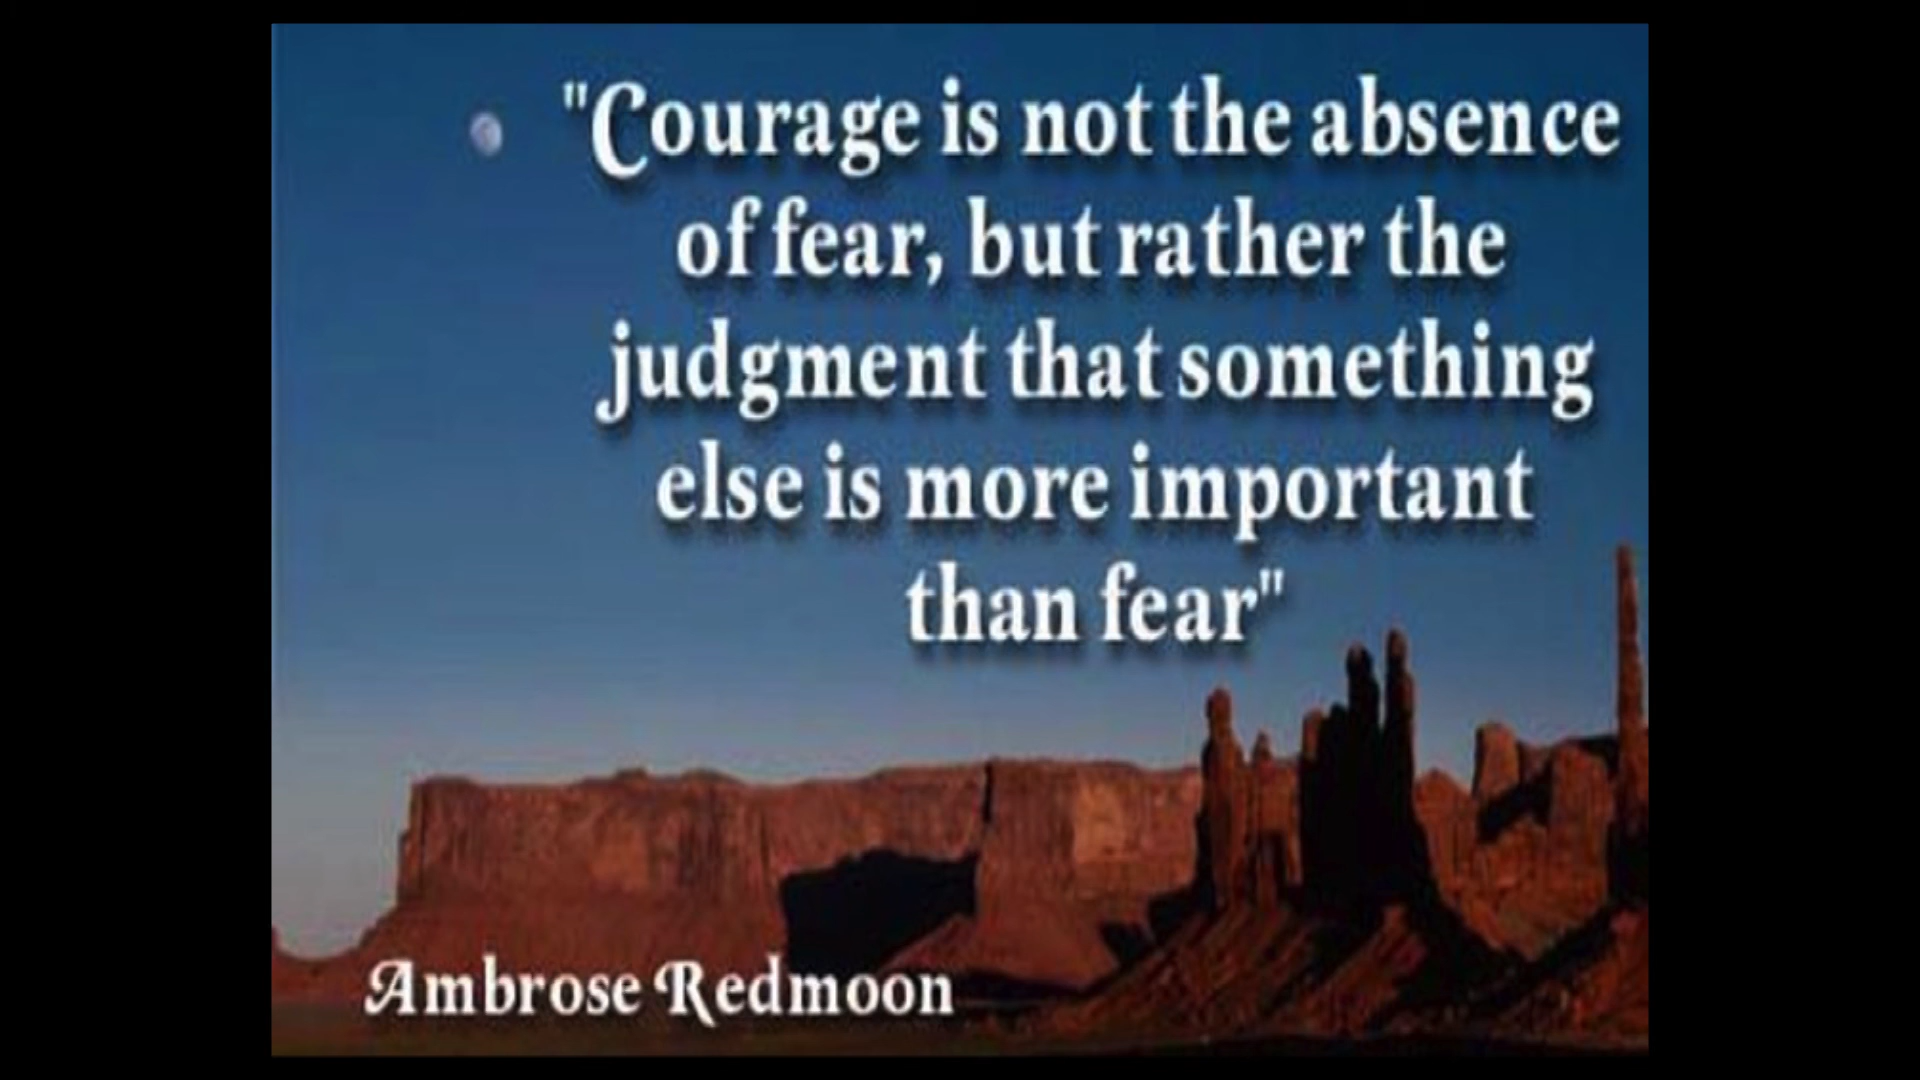 "Courage is not the absence
of fear, but rather the
judgment that something
else is more important
than fear"
Ambrose Redmoon